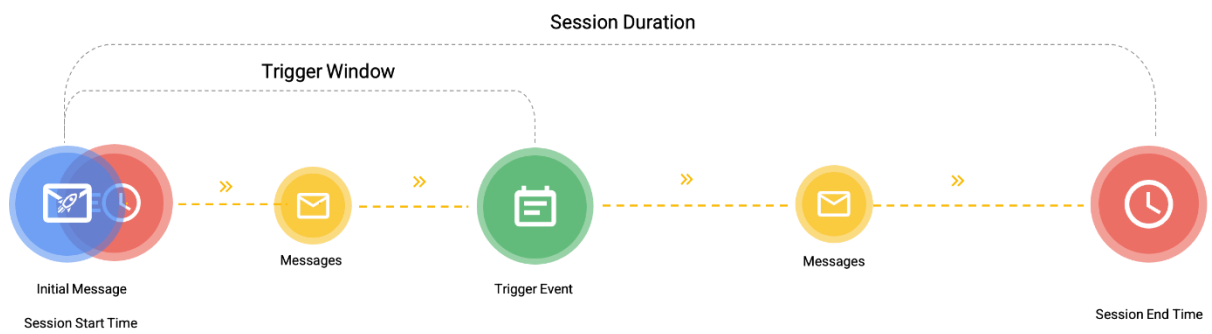 Session Duration
Trigger Window
Messages
Messages
Initial Message
Trigger Event
Session Start Time
Session End Time